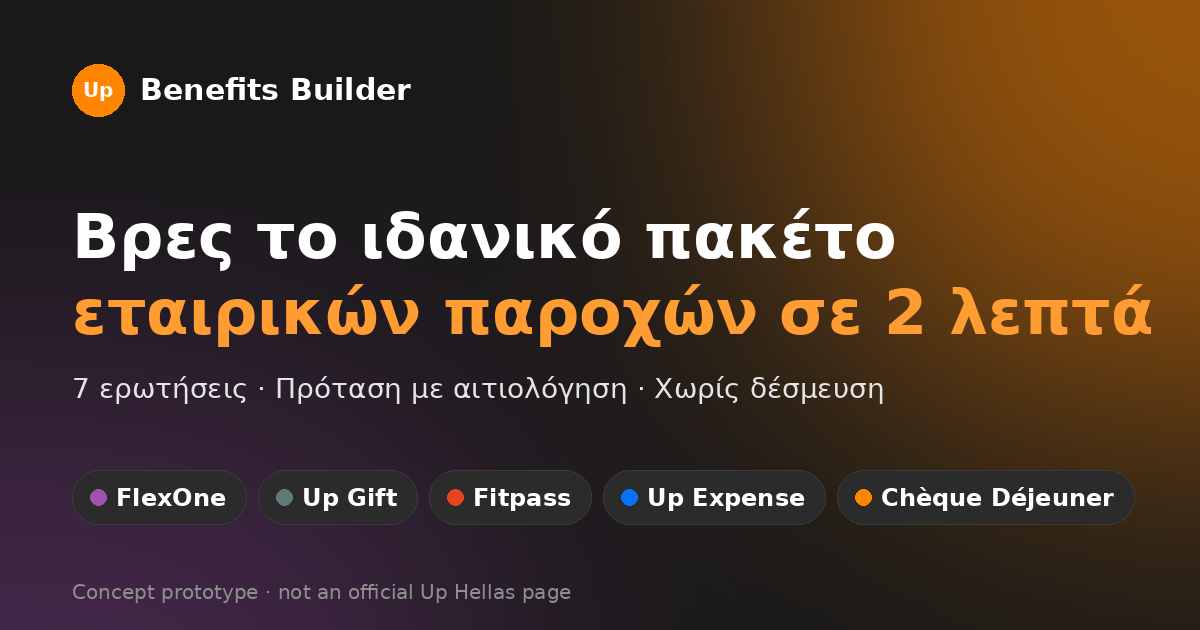 Up Benefits Builder
Βρες το ιδανικό πακέτο
εταιρικών παροχών σε 2 λεπτά
7 ερωτήσεις · Πρόταση με αιτιολόγηση · Χωρίς δέσμευση
FlexOne Up Gift Fitpass Up Expense Chèque Déjeuner
Concept prototype · not an official Up Hellas page